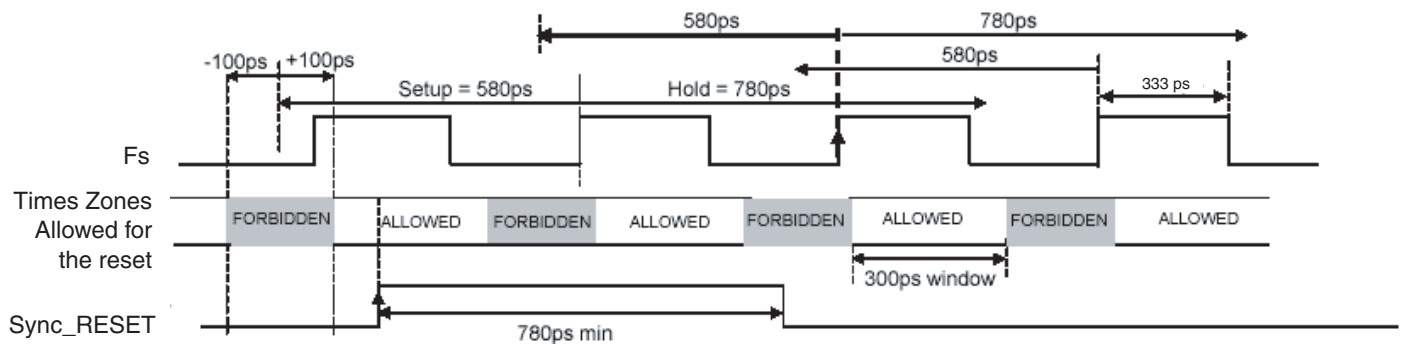 580ps
780ps
-100ps
+100ps
580ps
Setup = 580ps
Hold = 780ps
333 ps
Fs
Times Zones
Allowed for
the reset
FORBIDDEN
ALLOWED
FORBIDDEN
ALLOWED
FORBIDDEN
ALLOWED
FORBIDDEN
ALLOWED
300ps window
Sync_RESET
780ps min